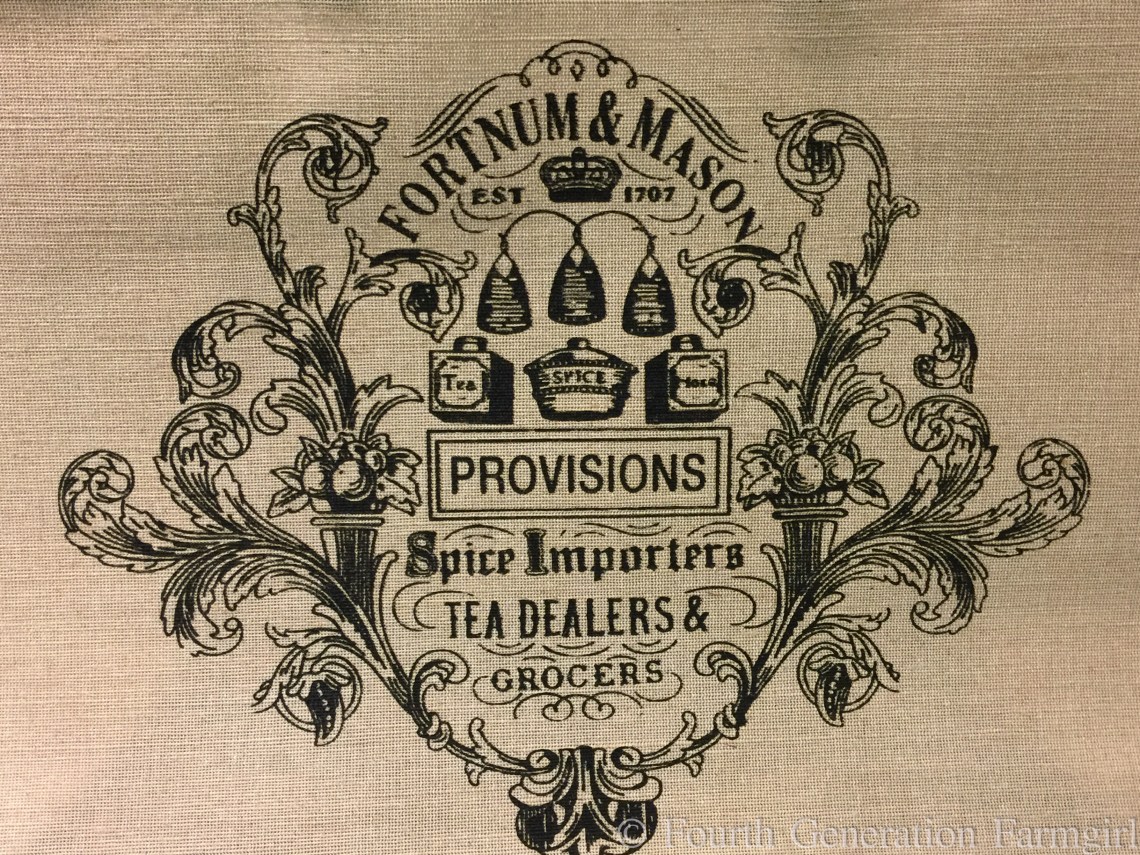 FORTNUM & MASON
EST 1707
Tea SPICE
PROVISIONS
Spice Importers
TEA DEALERS &
GROCERS
© Fourth Generation Farmgirl